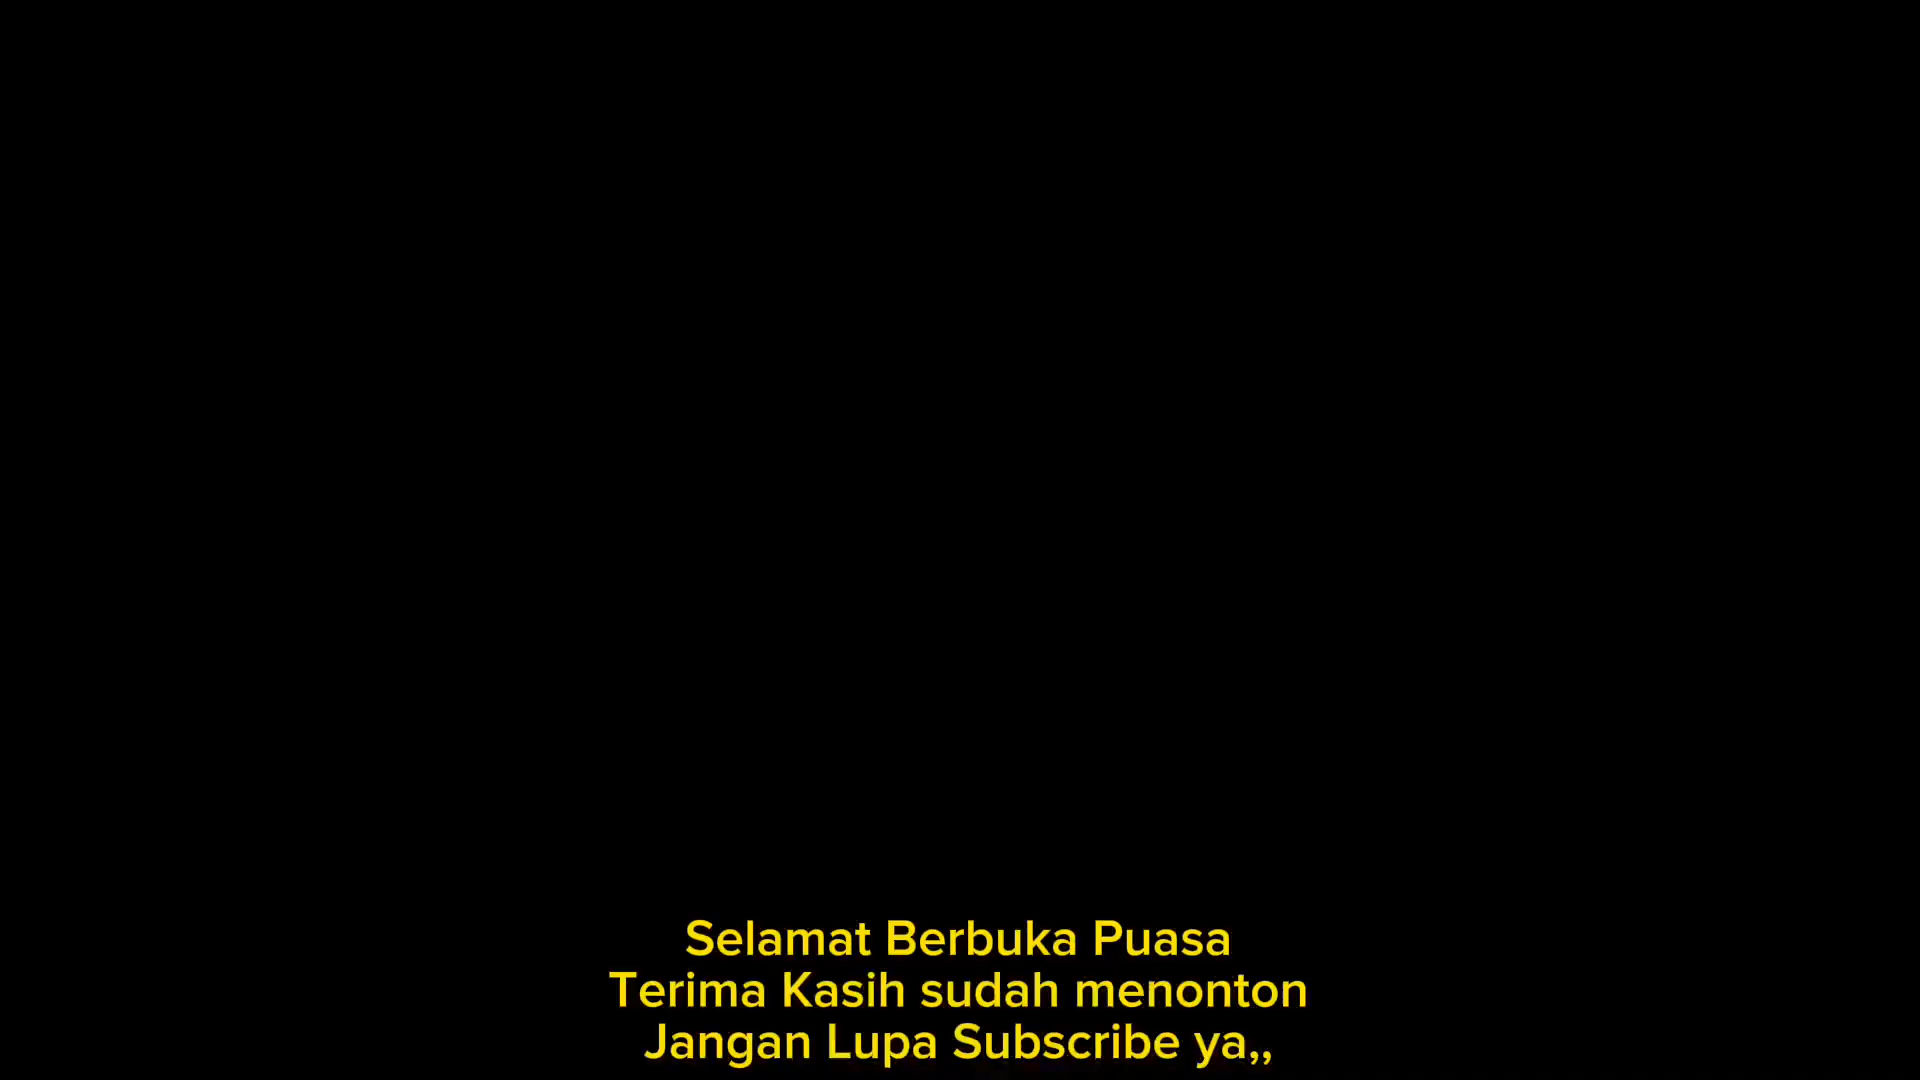 Selamat Berbuka Puasa
Terima Kasih sudah menonton
Jangan Lupa Subscribe ya,,